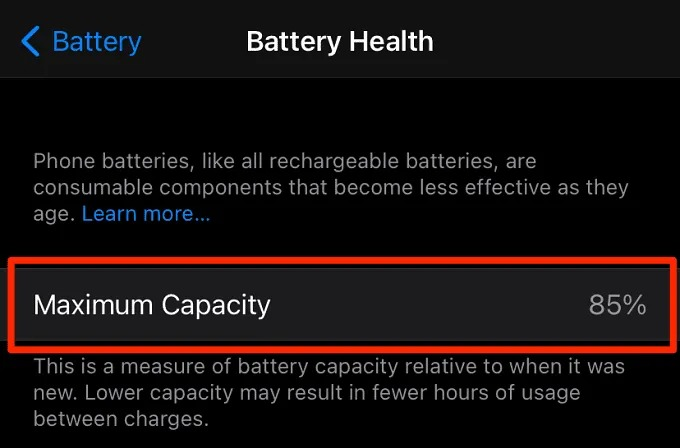 Battery
Battery Health
Phone batteries, like all rechargeable batteries, are
consumable components that become less effective as they
age. Learn more...
Maximum Capacity 85%
This is a measure of battery capacity relative to when it was
new. Lower capacity may result in fewer hours of usage
between charges.